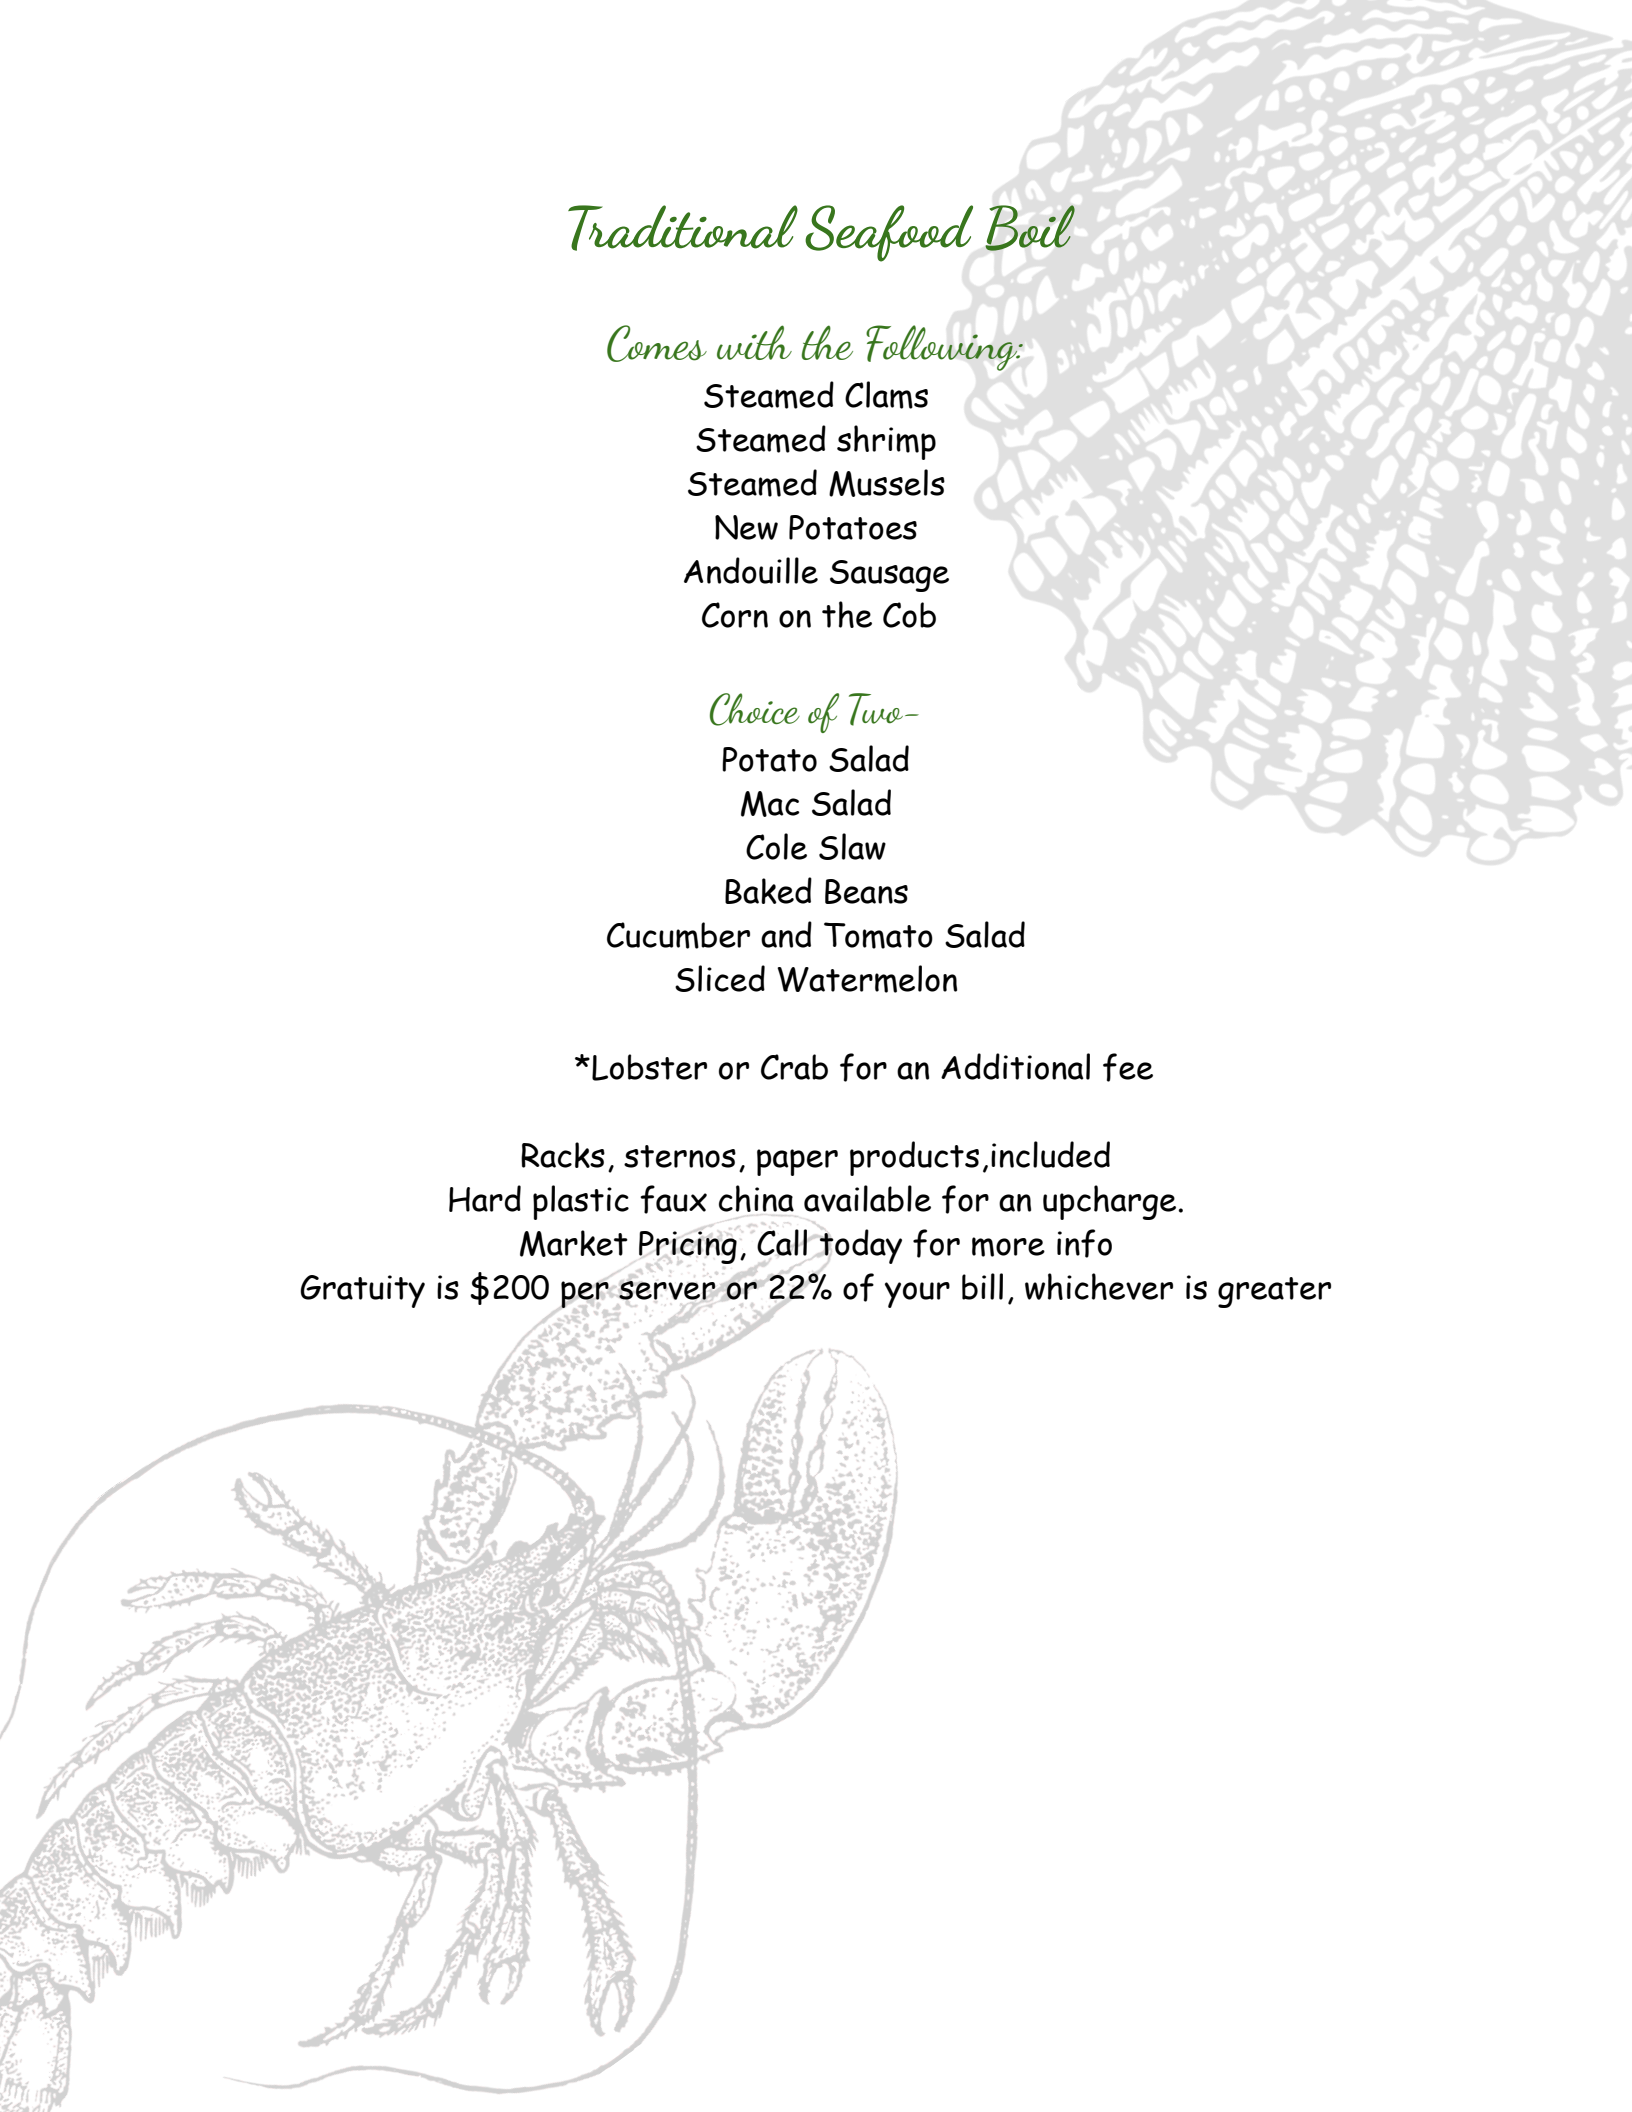 Traditional Seafood Boil
Comes with the Following:
Steamed Clams
Steamed shrimp
Steamed Mussels
New Potatoes
Andouille Sausage
Corn on the Cob
Choice of Two-
Potato Salad
Mac Salad
Cole Slaw
Baked Beans
Cucumber and Tomato Salad
Sliced Watermelon
*Lobster or Crab for an Additional fee
Racks, sternos, paper products,included
Hard plastic faux china available for an upcharge.
Market Pricing, Call today for more info
Gratuity is $200 per server or 22% of your bill, whichever is greater